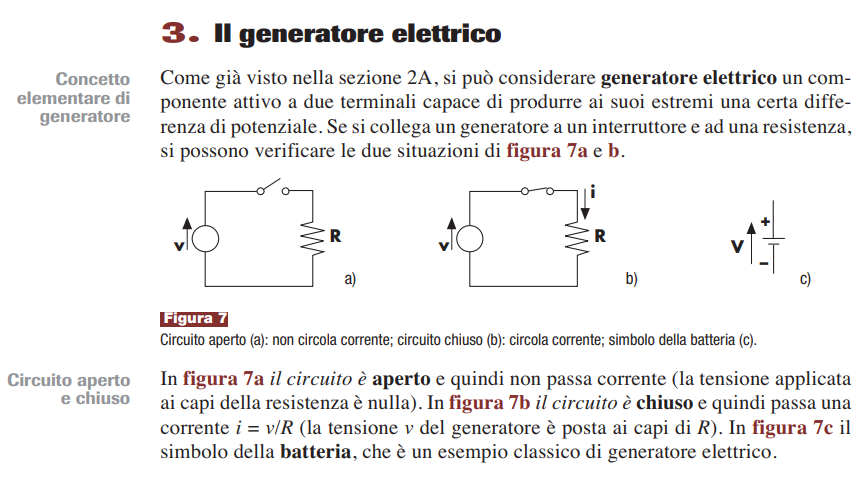 3. Il generatore elettrico
Concetto
elementare di
generatore
Come già visto nella sezione 2A, si può considerare generatore elettrico un com-
ponente attivo a due terminali capace di produrre ai suoi estremi una certa diffe-
renza di potenziale. Se si collega un generatore a un interruttore e ad una resistenza,
si possono verificare le due situazioni di figura 7a e b.
v
R
a)
v
i
R
b)
V
+
–
c)
Figura 7
Circuito aperto (a): non circola corrente; circuito chiuso (b): circola corrente; simbolo della batteria (c).
Circuito aperto
e chiuso
In figura 7a il circuito è aperto e quindi non passa corrente (la tensione applicata
ai capi della resistenza è nulla). In figura 7b il circuito è chiuso e quindi passa una
corrente i = v/R (la tensione v del generatore è posta ai capi di R). In figura 7c il
simbolo della batteria, che è un esempio classico di generatore elettrico.